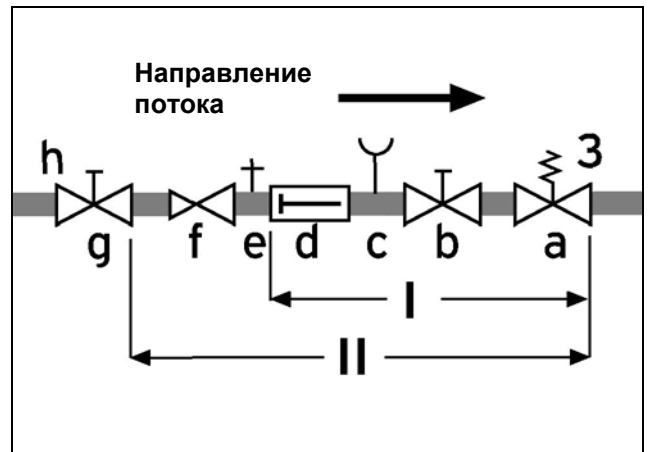 Направление
потока
h 3
g f e d c b a
I
II